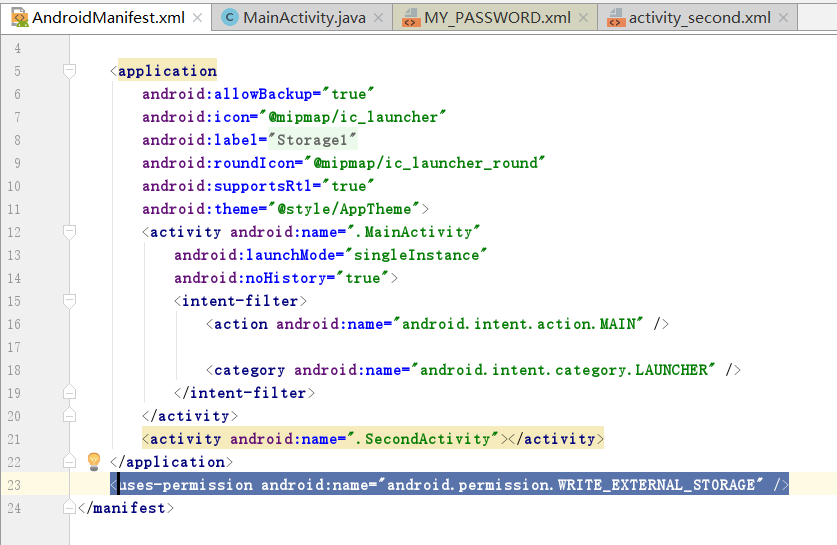 AndroidManifest.xml MainActivity.java MY_PASSWORD.xml activity_second.xml
4
5 <application
6 android:allowBackup="true"
7 android:icon="@mipmap/ic_launcher"
8 android:label="Storage1"
9 android:roundIcon="@mipmap/ic_launcher_round"
10 android:supportsRtl="true"
11 android:theme="@style/AppTheme">
12 <activity android:name=".MainActivity"
13 android:launchMode="singleInstance"
14 android:noHistory="true">
15 <intent-filter>
16 <action android:name="android.intent.action.MAIN" />
17
18 <category android:name="android.intent.category.LAUNCHER" />
19 </intent-filter>
20 </activity>
21 <activity android:name=".SecondActivity"></activity>
22 </application>
23 <uses-permission android:name="android.permission.WRITE_EXTERNAL_STORAGE" />
24 </manifest>